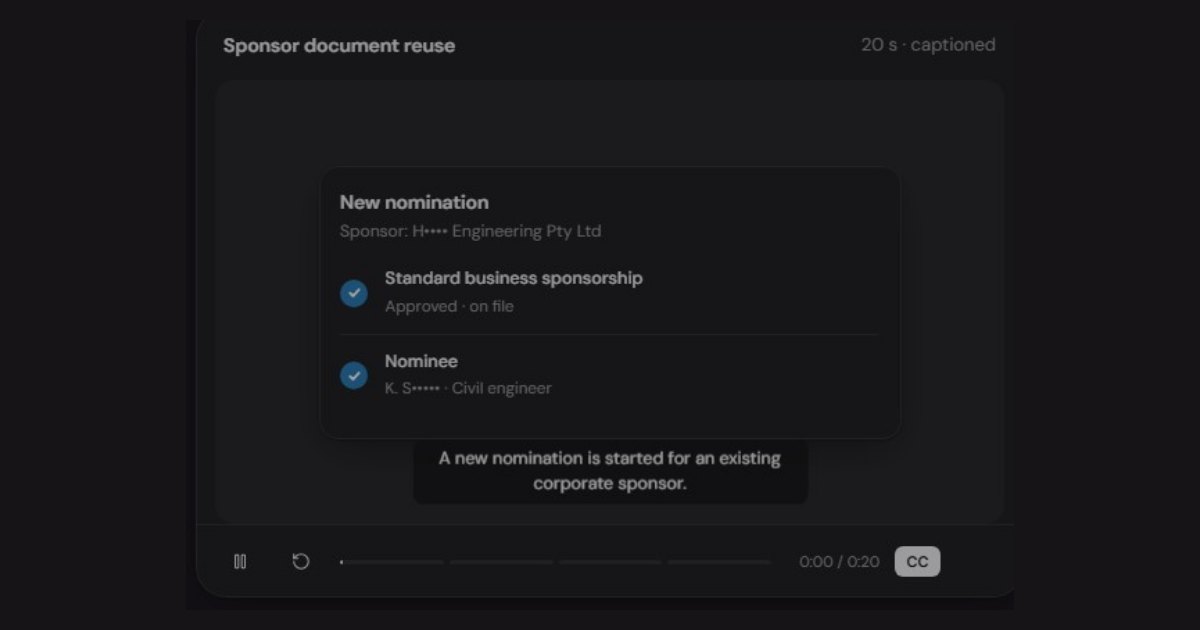 Sponsor document reuse
20 s · captioned
New nomination
Sponsor: H•••• Engineering Pty Ltd
Standard business sponsorship
Approved · on file
Nominee
K. S••••• · Civil engineer
A new nomination is started for an existing
corporate sponsor.
0:00 / 0:20
CC